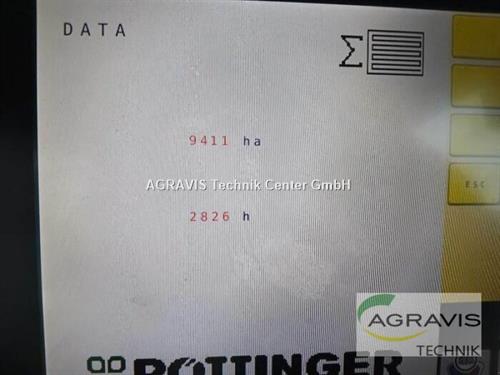 DATA
9411 ha
AGRAVIS Technik Center GmbH
ESC
2826 h
AGRAVIS
TECHNIK
PÖTTINGER